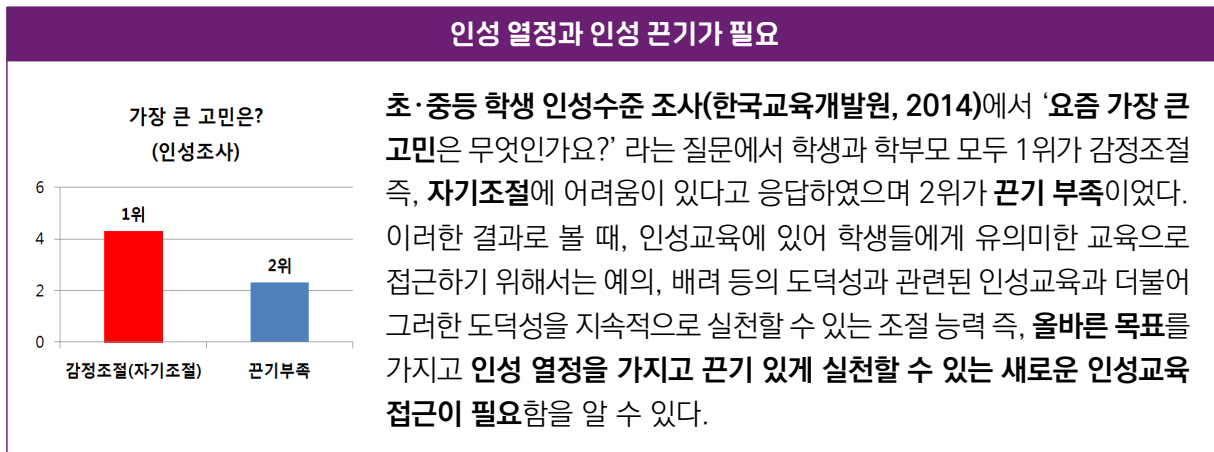 인성 열정과 인성 끈기가 필요
가장 큰 고민은?
(인성조사)
6
4
2
0
1위
2위
감정조절(자기조절)
끈기부족
초·중등 학생 인성수준 조사(한국교육개발원, 2014)에서 ‘요즘 가장 큰
고민은 무엇인가요?’ 라는 질문에서 학생과 학부모 모두 1위가 감정조절
즉, 자기조절에 어려움이 있다고 응답하였으며 2위가 끈기 부족이었다.
이러한 결과로 볼 때, 인성교육에 있어 학생들에게 유의미한 교육으로
접근하기 위해서는 예의, 배려 등의 도덕성과 관련된 인성교육과 더불어
그러한 도덕성을 지속적으로 실천할 수 있는 조절 능력 즉, 올바른 목표를
가지고 인성 열정을 가지고 끈기 있게 실천할 수 있는 새로운 인성교육
접근이 필요함을 알 수 있다.